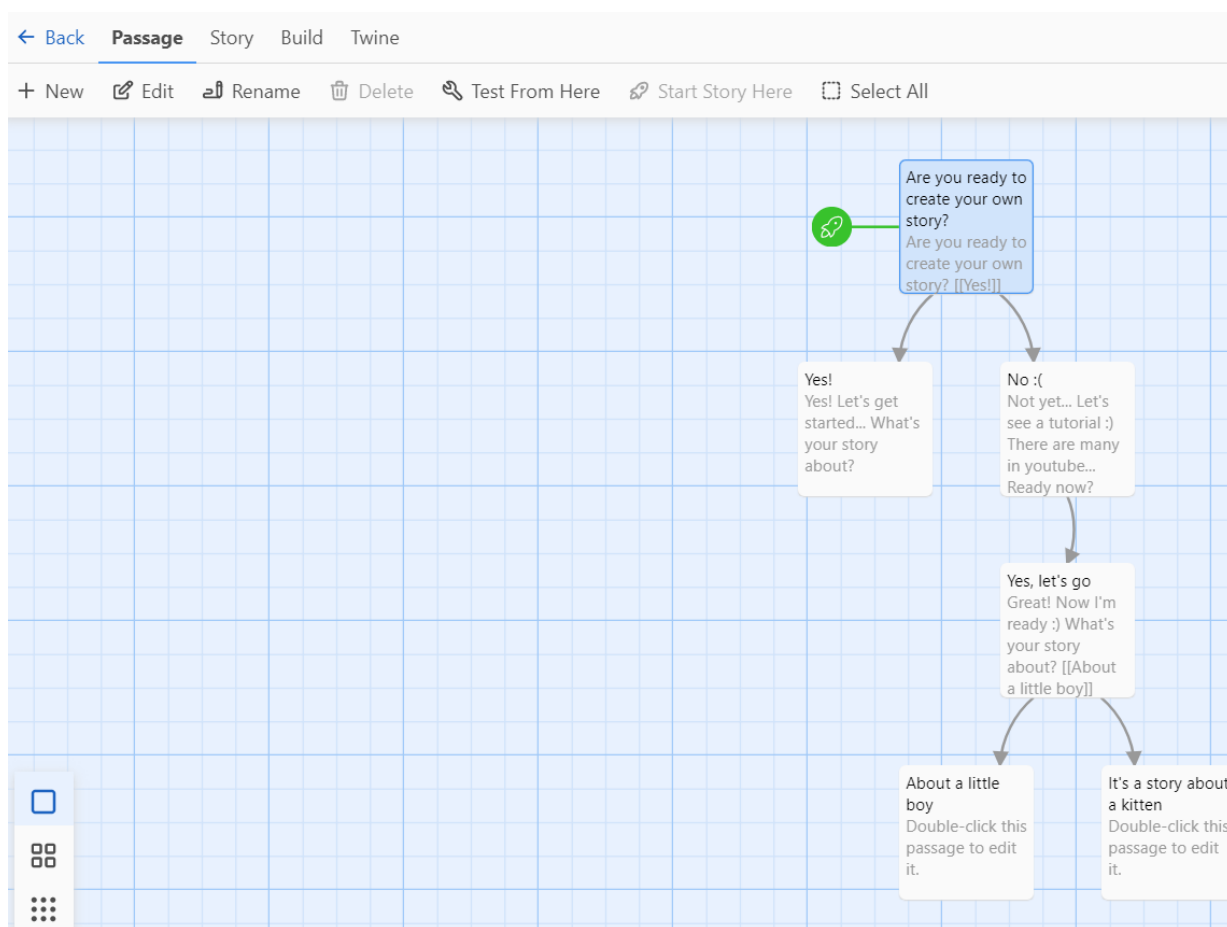 Back Passage Story Build Twine
New Edit Rename Delete Test From Here Start Story Here Select All
Are you ready to
create your own
story?
Are you ready to
create your own
story? [[Yes!]]
Yes!
Yes! Let's get
started... What's
your story
about?
No :(
Not yet... Let's
see a tutorial :)
There are many
in youtube...
Ready now?
Yes, let's go
Great! Now I'm
ready :) What's
your story
about? [[About
a little boy]]
About a little
boy
Double-click this
passage to edit
it.
It's a story about
a kitten
Double-click this
passage to edit
it.